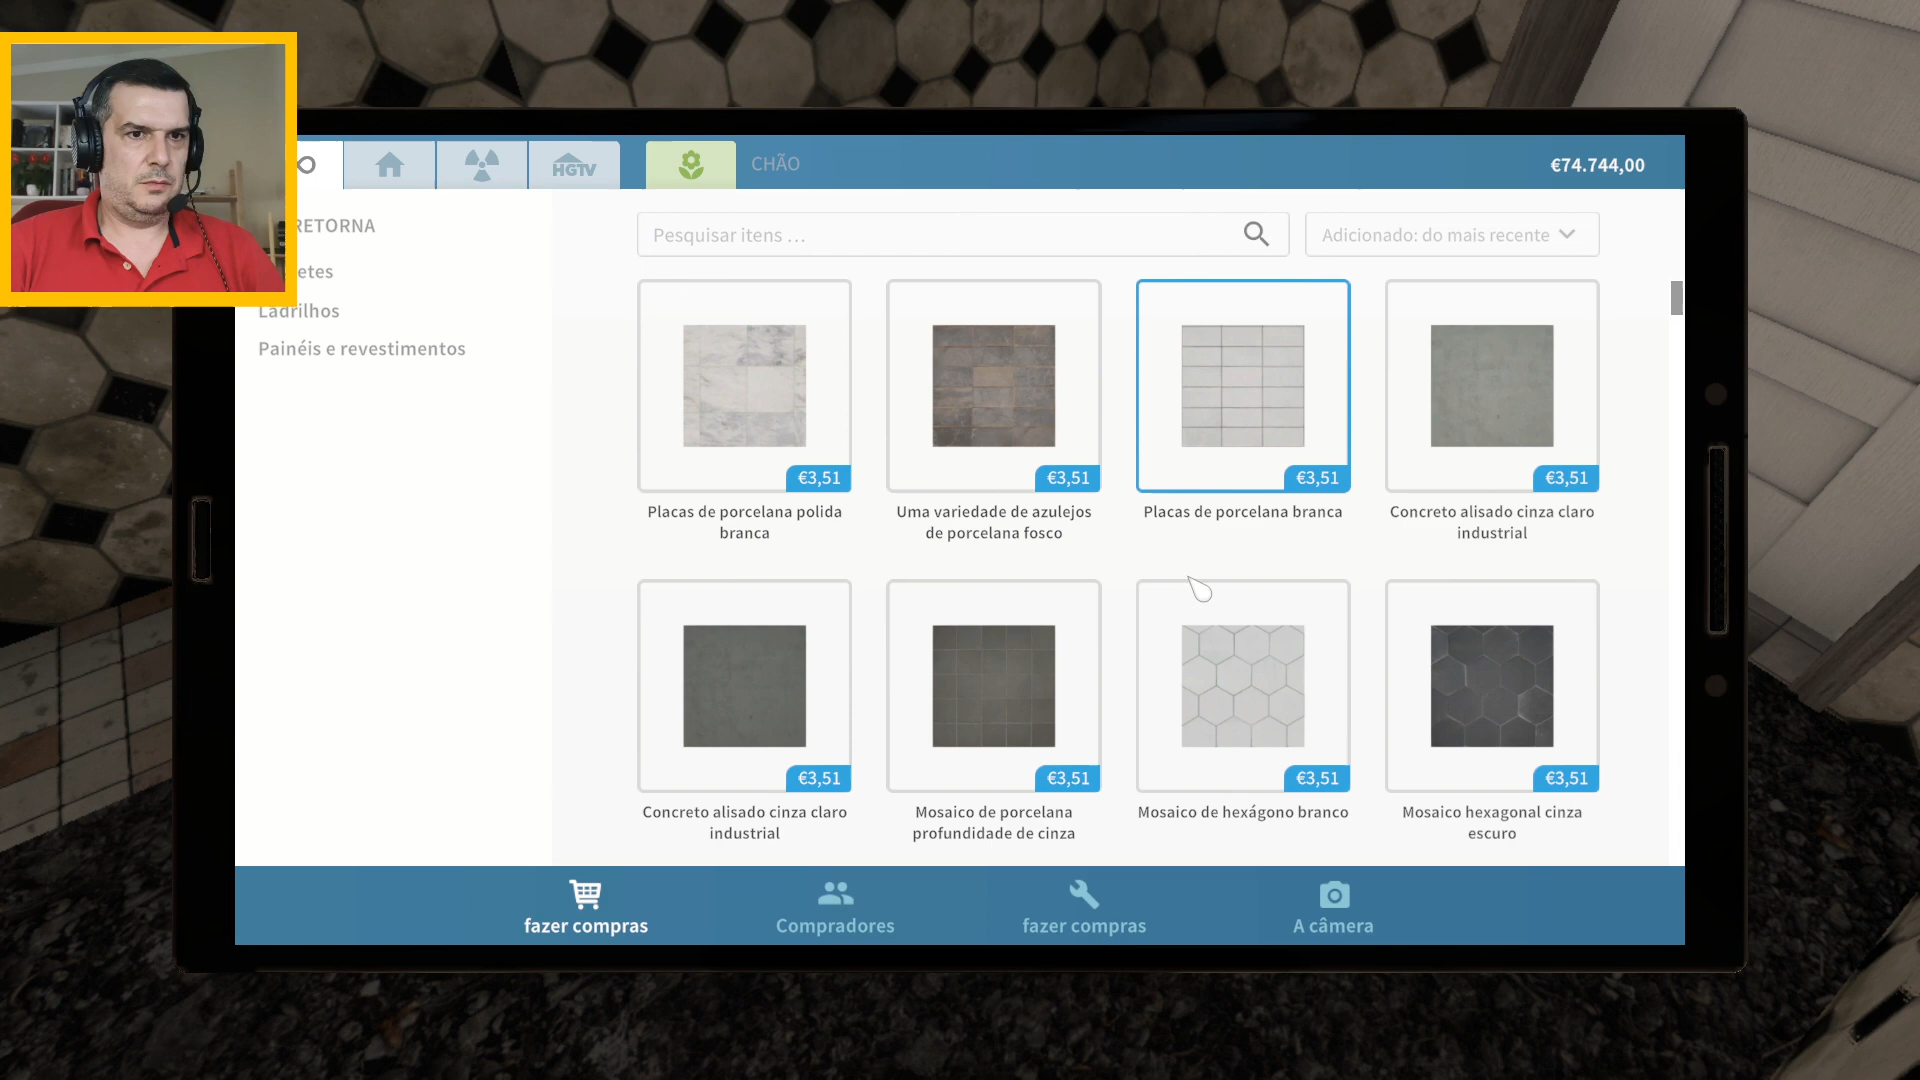 HGTV
CHÃO
€74.744,00
RETORNA
etes
Ladrilhos
Painéis e revestimentos
Pesquisar itens ...
Adicionado: do mais recente
€3,51
€3,51
€3,51
€3,51
Placas de porcelana polida
branca
Uma variedade de azulejos
de porcelana fosco
Placas de porcelana branca
Concreto alisado cinza claro
industrial
€3,51
€3,51
€3,51
€3,51
Concreto alisado cinza claro
industrial
Mosaico de porcelana
profundidade de cinza
Mosaico de hexágono branco
Mosaico hexagonal cinza
escuro
fazer compras
Compradores
fazer compras
A câmera